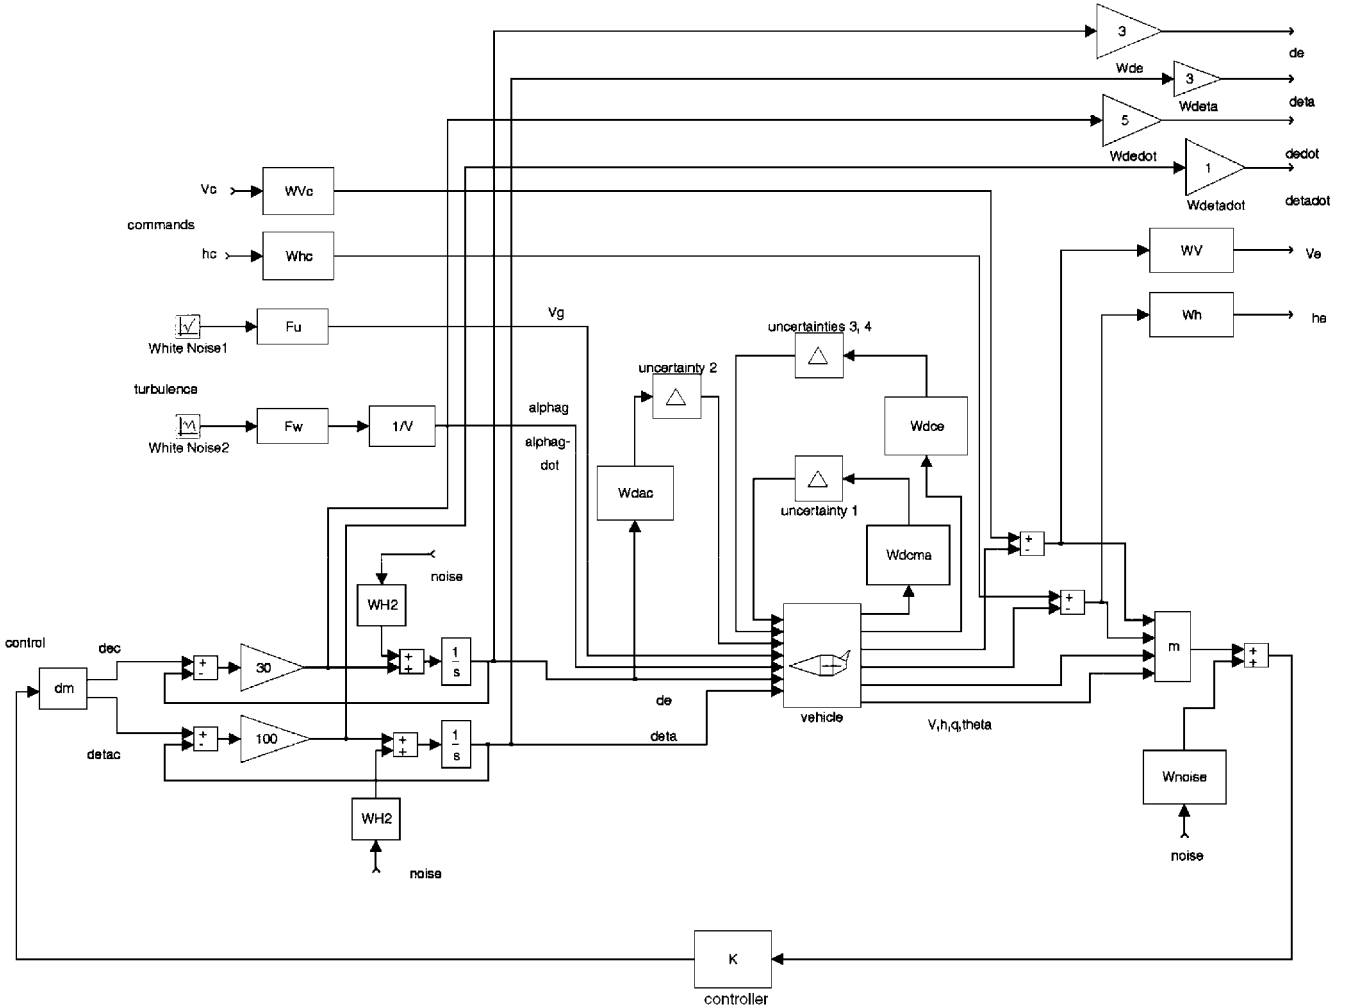 3
de
Wde
3
Wdeta
deta
5
Wdedot
dedot
1
Wdetadot
detadot
Vc
WVc
commands
hc
Whc
WV
Ve
Wh
he
Vg
Fu
White Noise1
turbulence
uncertainties 3, 4
uncertainty 2
alphag
Fw
1/V
White Noise2
alphag-
dot
Wdce
Wdac
uncertainty 1
Wdcma
+
-
noise
WH2
+
-
control
dec
dm
+
-
30
+
+
1
s
m
+
+
de
vehicle
V,h,q,theta
detac
+
-
100
+
+
1
s
deta
Wnoise
noise
WH2
noise
K
controller